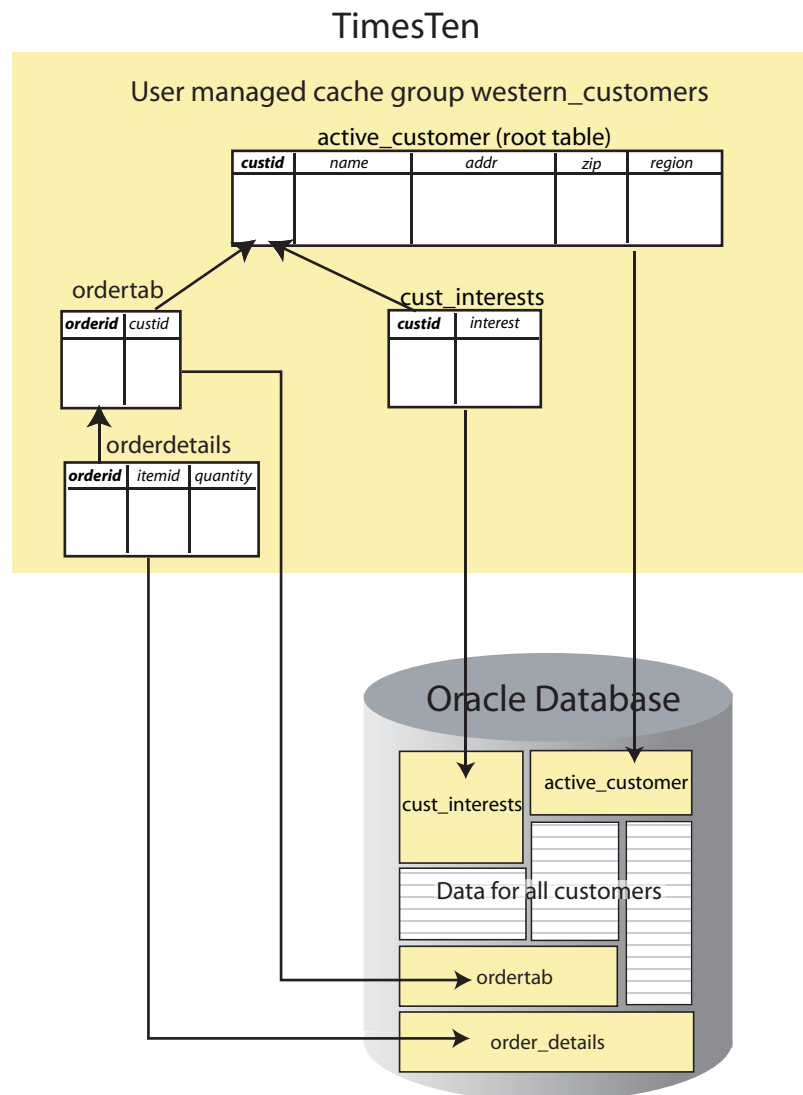 TimesTen
User managed cache group western_customers
active_customer (root table)
custid name addr zip region
ordertab
orderid custid
cust_interests
custid interest
orderdetails
orderid itemid quantity
Oracle Database
active_customer
cust_interests
Data for all customers
ordertab
order_details